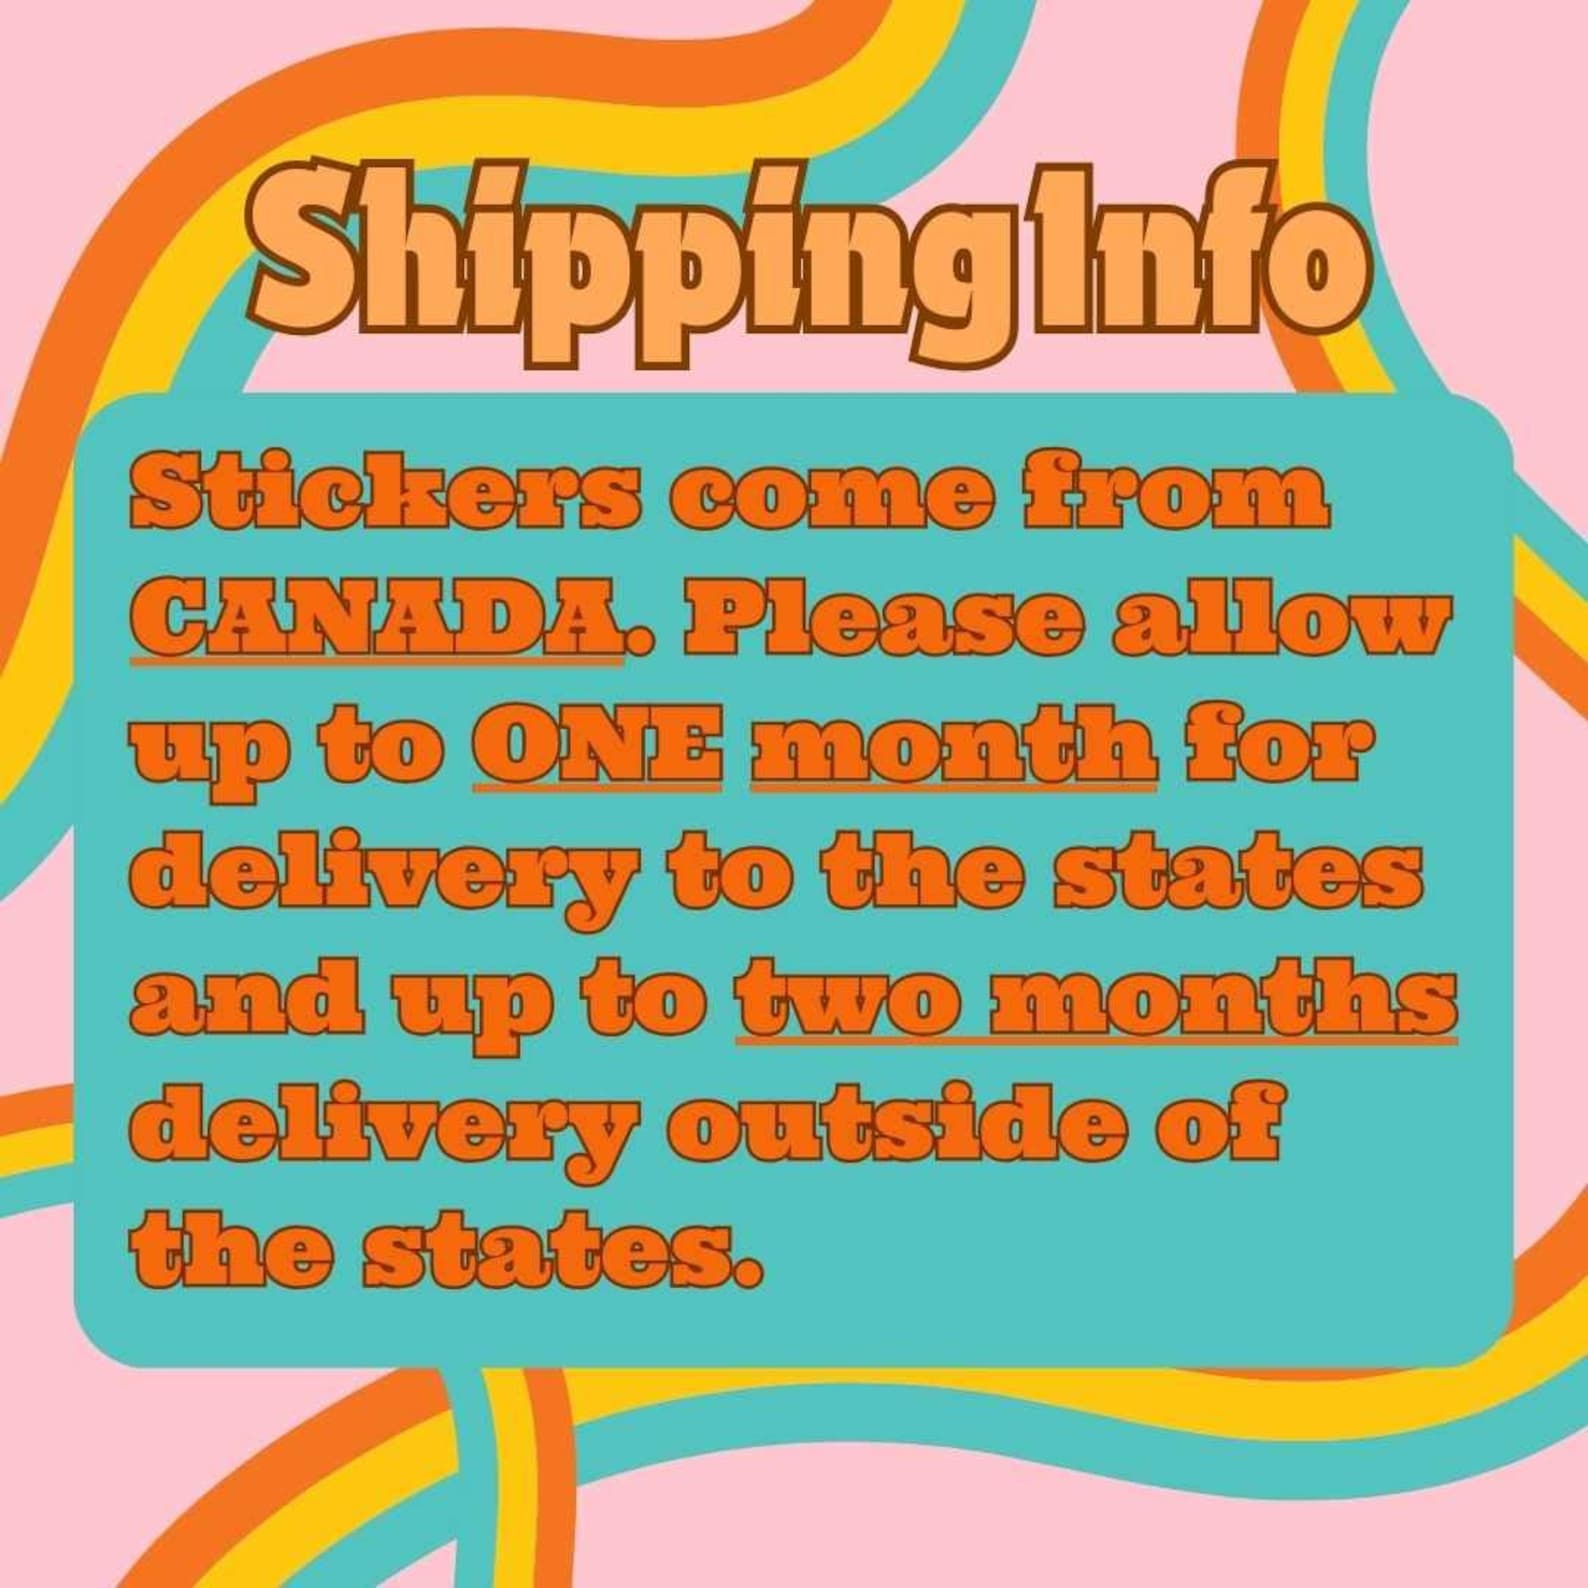 Shipping Info
Stickers come from
CANADA. Please allow
up to ONE month for
delivery to the states
and up to two months
delivery outside of
the states.